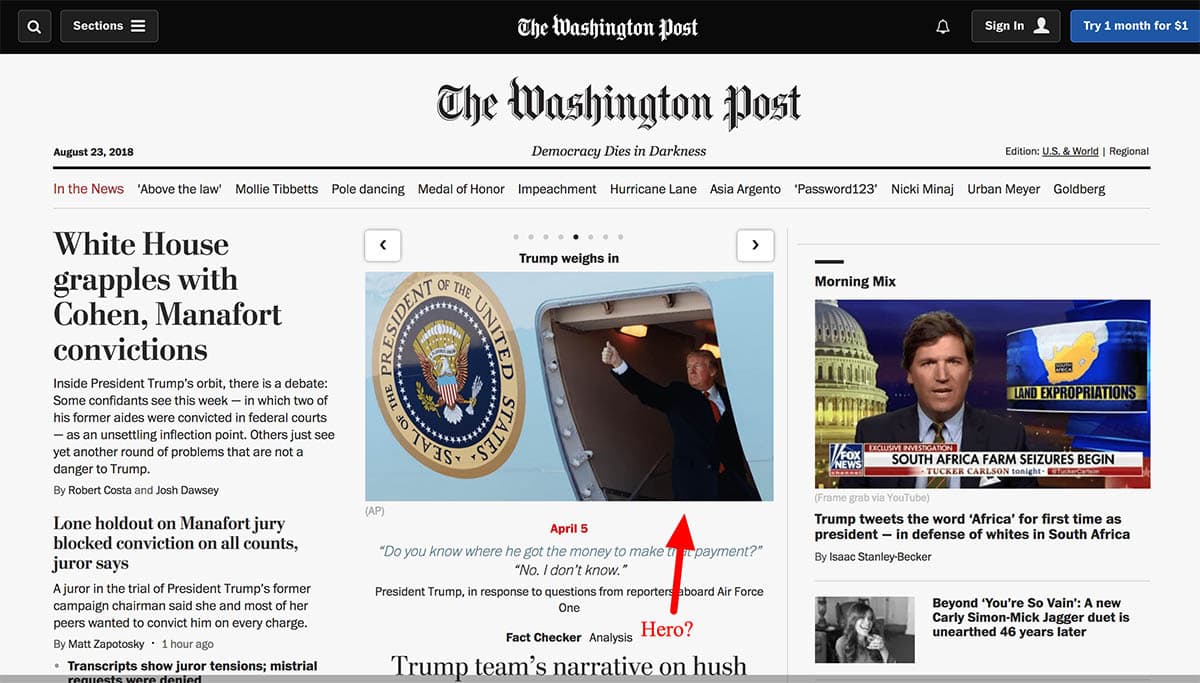 Sections
The Washington Post
Sign In
Try 1 month for $1
The Washington Post
August 23, 2018
Democracy Dies in Darkness
Edition: U.S. & World | Regional
In the News 'Above the law' Mollie Tibbetts Pole dancing Medal of Honor Impeachment Hurricane Lane Asia Argento 'Password123' Nicki Minaj Urban Meyer Goldberg
White House
grapples with
Cohen, Manafort
convictions
Inside President Trump's orbit, there is a debate:
Some confidants see this week — in which two of
his former aides were convicted in federal courts
— as an unsettling inflection point. Others just see
yet another round of problems that are not a
danger to Trump.
By Robert Costa and Josh Dawsey
Lone holdout on Manafort jury
blocked conviction on all counts,
juror says
A juror in the trial of President Trump's former
campaign chairman said she and most of her
peers wanted to convict him on every charge.
By Matt Zapotosky • 1 hour ago
Transcripts show juror tensions; mistrial
requests were denied
Trump weighs in
SEAL OF THE PRESIDENT OF THE UNITED STATES
(AP)
April 5
“Do you know where he got the money to make that payment?”
“No. I don't know.”
President Trump, in response to questions from reporters aboard Air Force
One
Hero?
Fact Checker Analysis
Trump team's narrative on hush
Morning Mix
SOUTH AFRICA
LAND EXPROPRIATIONS
FOX NEWS
EXCLUSIVE INVESTIGATION
SOUTH AFRICA FARM SEIZURES BEGIN
TUCKER CARLSON tonight @TuckerCarlson
(Frame grab via YouTube)
Trump tweets the word ‘Africa’ for first time as
president — in defense of whites in South Africa
By Isaac Stanley-Becker
Beyond ‘You're So Vain’: A new
Carly Simon-Mick Jagger duet is
unearthed 46 years later